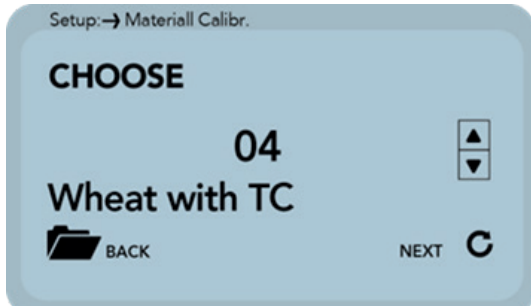 Setup:→ Materiall Calibr.
CHOOSE
04
Wheat with TC
BACK NEXT